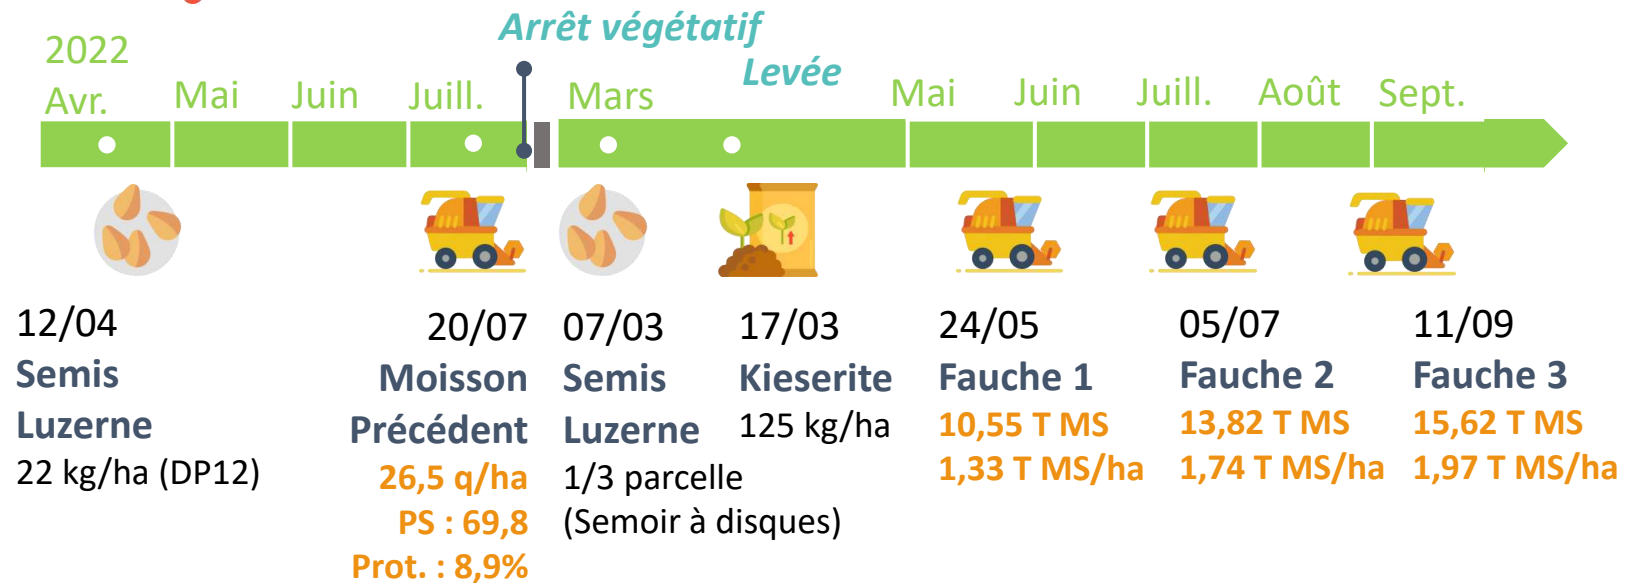 Arrêt végétatif
Levée
2022
Avr.
Mai
Juin
Juill.
Mars
Mai
Juin
Juill.
Août
Sept.
12/04
Semis
Luzerne
22 kg/ha (DP12)
20/07
Moisson
Précédent
26,5 q/ha
PS : 69,8
Prot. : 8,9%
07/03
Semis
Luzerne
1/3 parcelle
(Semoir à disques)
17/03
Kieserite
125 kg/ha
24/05
Fauche 1
10,55 T MS
1,33 T MS/ha
05/07
Fauche 2
13,82 T MS
1,74 T MS/ha
11/09
Fauche 3
15,62 T MS
1,97 T MS/ha